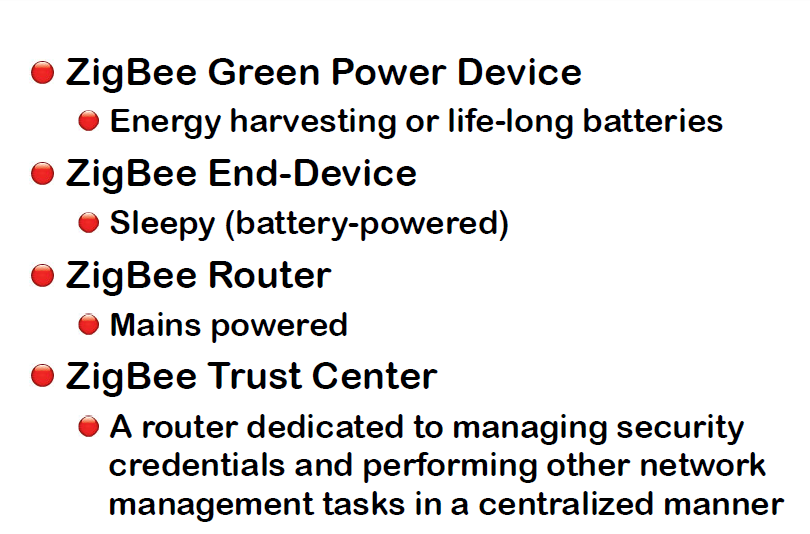 ZigBee Green Power Device
Energy harvesting or life-long batteries
ZigBee End-Device
Sleepy (battery-powered)
ZigBee Router
Mains powered
ZigBee Trust Center
A router dedicated to managing security
credentials and performing other network
management tasks in a centralized manner